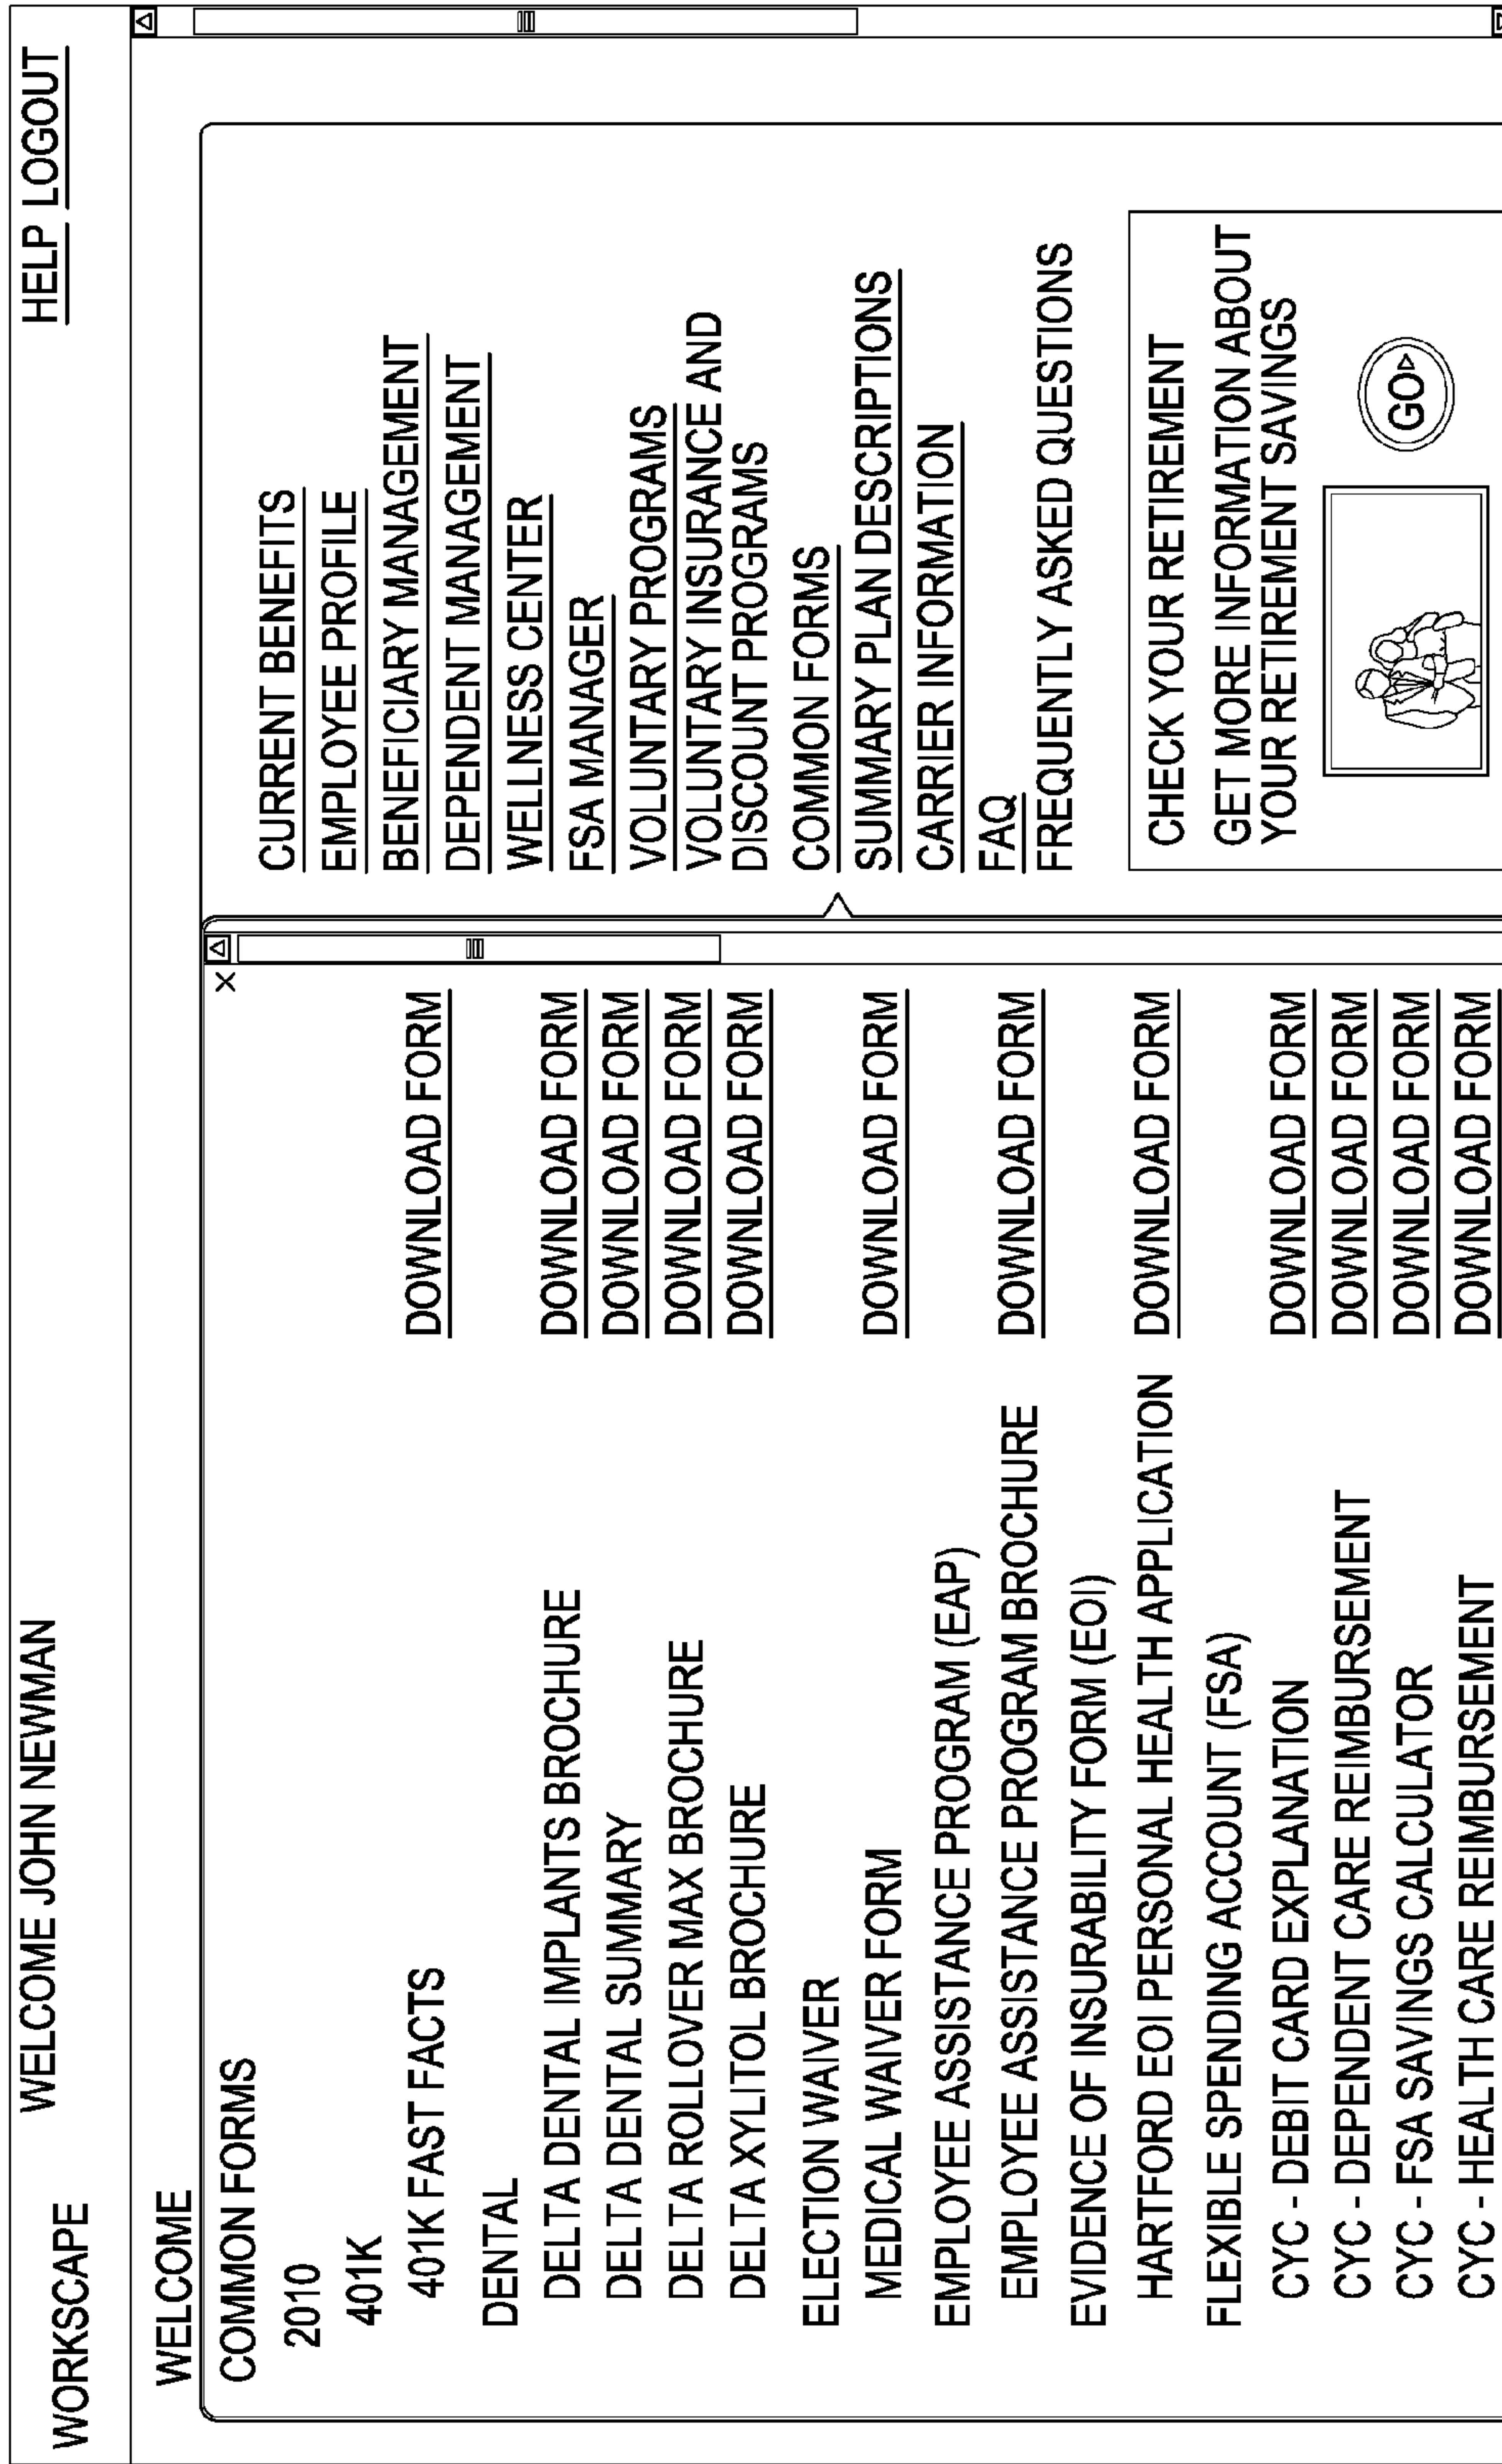 WORKSCAPE
WELCOME JOHN NEWMAN
HELP LOGOUT
WELCOME
COMMON FORMS
2010
401K
401K FAST FACTS DOWNLOAD FORM
DENTAL
DELTA DENTAL IMPLANTS BROCHURE DOWNLOAD FORM
DELTA DENTAL SUMMARY DOWNLOAD FORM
DELTA ROLLOVER MAX BROCHURE DOWNLOAD FORM
DELTA XYLITOL BROCHURE DOWNLOAD FORM
ELECTION WAIVER
MEDICAL WAIVER FORM DOWNLOAD FORM
EMPLOYEE ASSISTANCE PROGRAM (EAP)
EMPLOYEE ASSISTANCE PROGRAM BROCHURE DOWNLOAD FORM
EVIDENCE OF INSURABILITY FORM (EOI)
HARTFORD EOI PERSONAL HEALTH APPLICATION DOWNLOAD FORM
FLEXIBLE SPENDING ACCOUNT (FSA)
CYC - DEBIT CARD EXPLANATION DOWNLOAD FORM
CYC - DEPENDENT CARE REIMBURSEMENT DOWNLOAD FORM
CYC - FSA SAVINGS CALCULATOR DOWNLOAD FORM
CYC - HEALTH CARE REIMBURSEMENT DOWNLOAD FORM
X
CURRENT BENEFITS
EMPLOYEE PROFILE
BENEFICIARY MANAGEMENT
DEPENDENT MANAGEMENT
WELLNESS CENTER
FSA MANAGER
VOLUNTARY PROGRAMS
VOLUNTARY INSURANCE AND
DISCOUNT PROGRAMS
COMMON FORMS
SUMMARY PLAN DESCRIPTIONS
CARRIER INFORMATION
FAQ
FREQUENTLY ASKED QUESTIONS
CHECK YOUR RETIREMENT
GET MORE INFORMATION ABOUT
YOUR RETIREMENT SAVINGS
GO